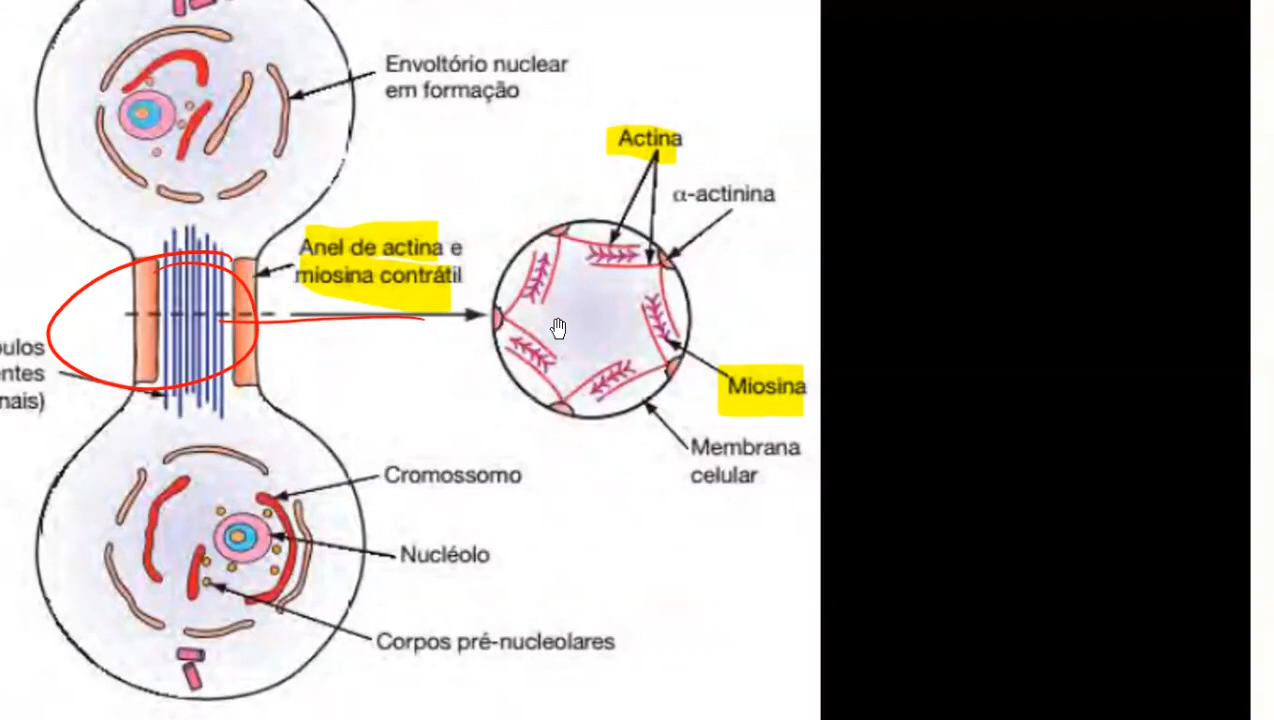 Envoltório nuclear
em formação
Actina
α-actinina
Anel de actina e
miosina contrátil
Miosina
Membrana
celular
Cromossomo
Nucléolo
Corpos pré-nucleolares